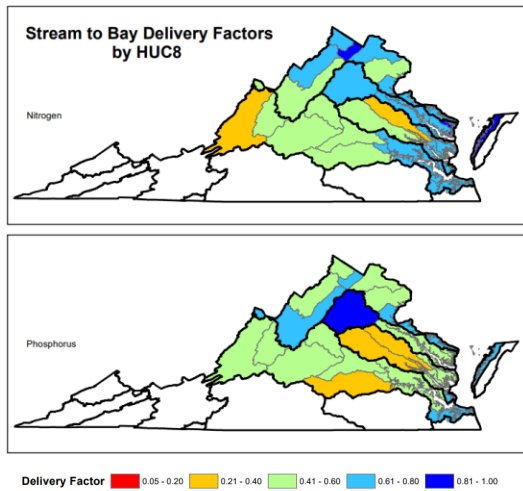 Stream to Bay Delivery Factors
by HUC8
Nitrogen
Phosphorus
Delivery Factor 0.05 - 0.20 0.21 - 0.40 0.41 - 0.60 0.61 - 0.80 0.81 - 1.00